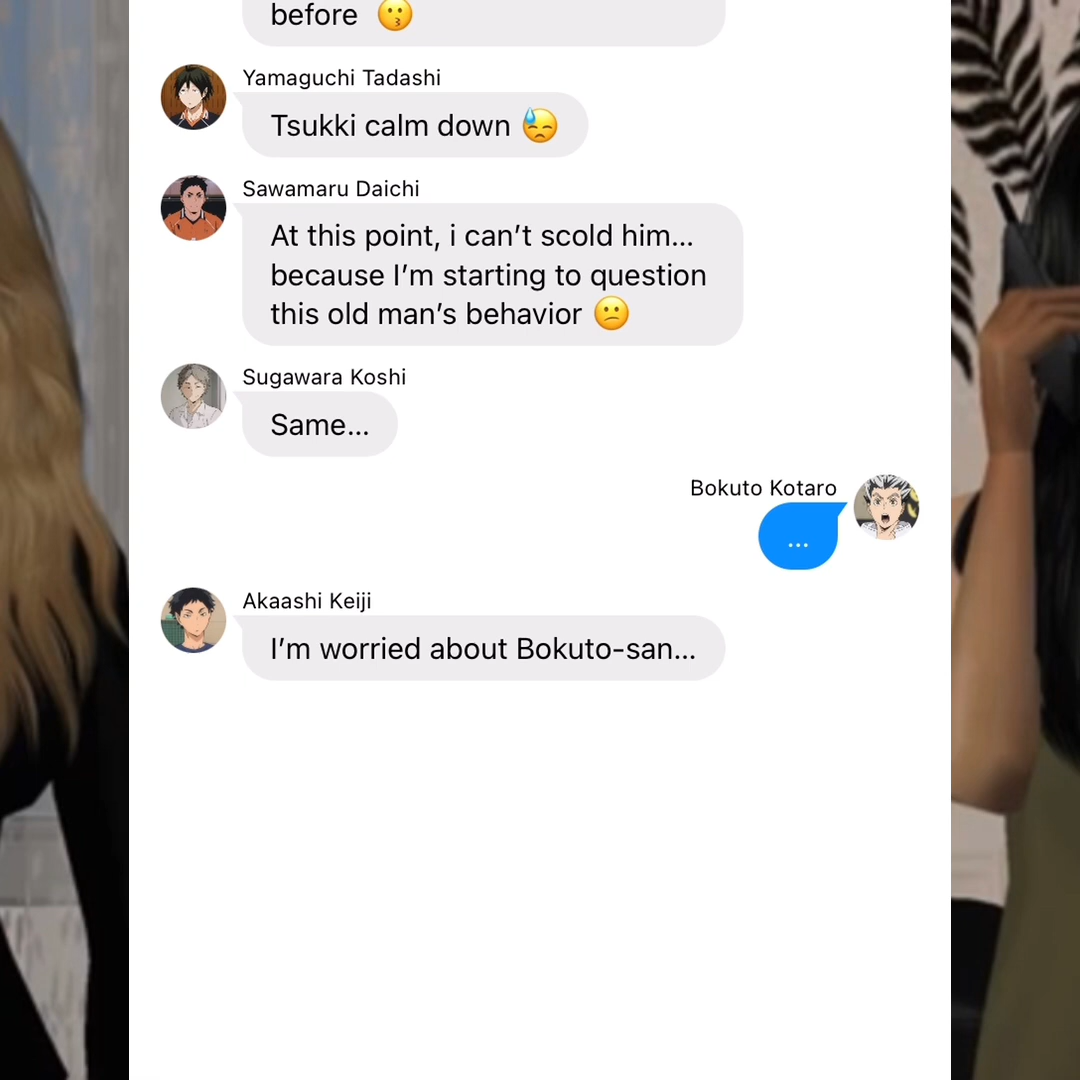 before 😗
Yamaguchi Tadashi
Tsukki calm down 😓
Sawamaru Daichi
At this point, i can’t scold him...
because I’m starting to question
this old man’s behavior 😕
Sugawara Koshi
Same...
Bokuto Kotaro
...
Akaashi Keiji
I’m worried about Bokuto-san...